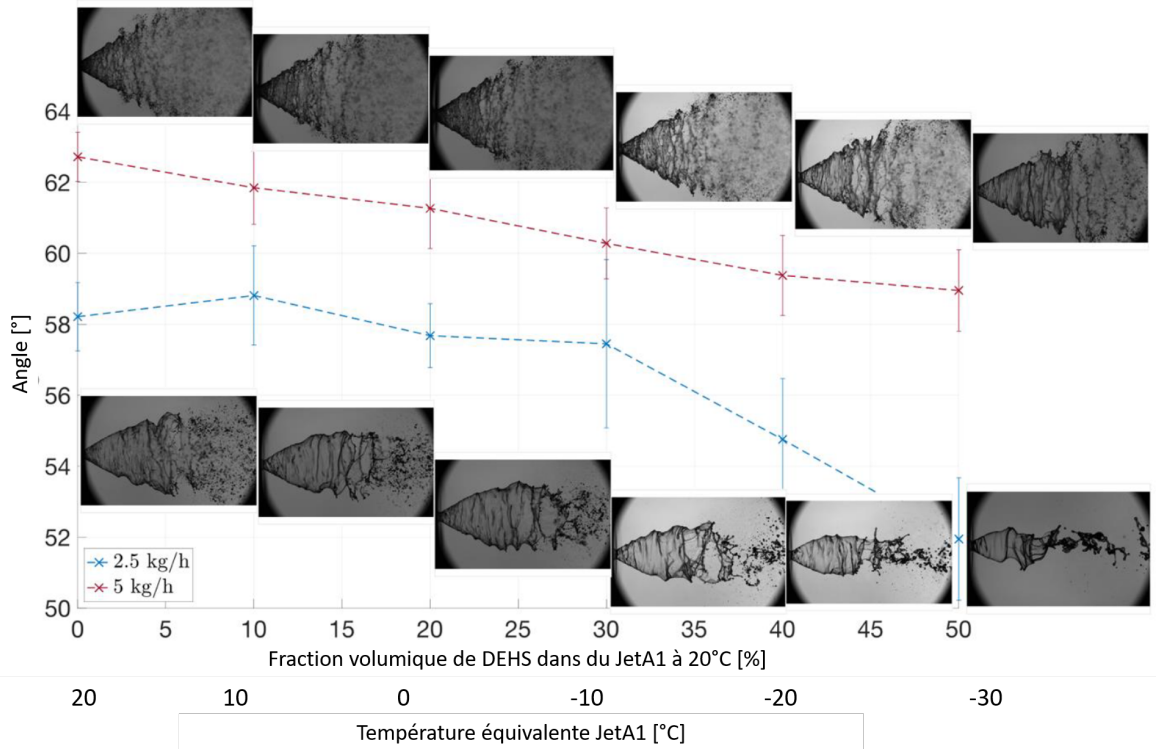 64
62
60
58
56
54
52
50
Angle [°]
2.5 kg/h
5 kg/h
0 5 10 15 20 25 30 35 40 45 50
Fraction volumique de DEHS dans du JetA1 à 20°C [%]
20 10 0 -10 -20 -30
Température équivalente JetA1 [°C]